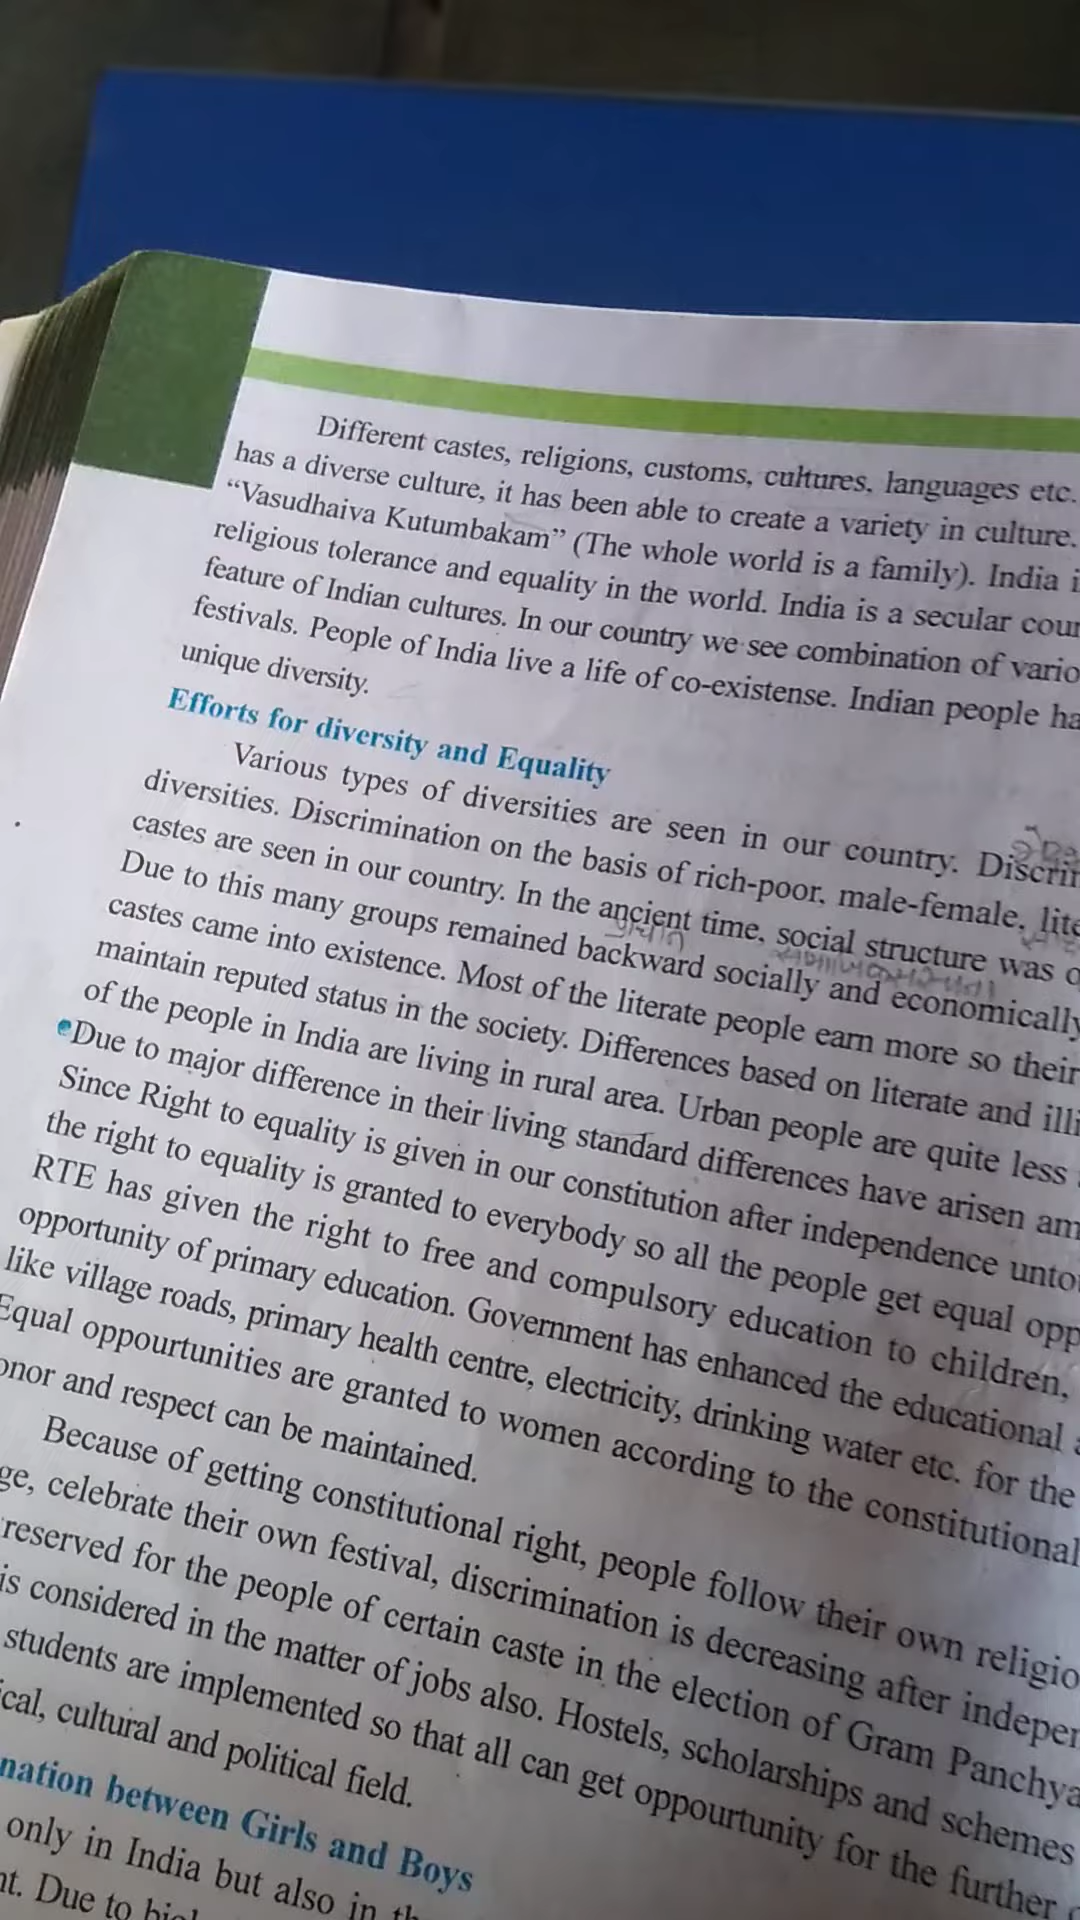 Different castes, religions, customs, cultures, languages etc.
has a diverse culture, it has been able to create a variety in culture.
“Vasudhaiva Kutumbakam” (The whole world is a family). India
religious tolerance and equality in the world. India is a secular
feature of Indian cultures. In our country we see combination of
festivals. People of India live a life of co-existense. Indian people
unique diversity.
Efforts for diversity and Equality
Various types of diversities are seen in our country.
diversities. Discrimination on the basis of rich-poor, male-female,
castes are seen in our country. In the ancient time, social structure was
Due to this many groups remained backward socially and economically
castes came into existence. Most of the literate people earn more so their
maintain reputed status in the society. Differences based on literate and
of the people in India are living in rural area. Urban people are quite less
Due to major difference in their living standard differences have arisen
Since Right to equality is given in our constitution after independence
the right to equality is granted to everybody so all the people get equal
RTE has given the right to free and compulsory education to children,
opportunity of primary education. Government has enhanced the educational
like village roads, primary health centre, electricity, drinking water etc. for the
Equal oppourtunities are granted to women according to the constitutional
and respect can be maintained.
Because of getting constitutional right, people follow their own
celebrate their own festival, discrimination is decreasing after
reserved for the people of certain caste in the election of Gram
is considered in the matter of jobs also. Hostels, scholarships and schemes
students are implemented so that all can get oppourtunity for the further
cultural and political field.
between Girls and Boys
only in India but also in
Due to